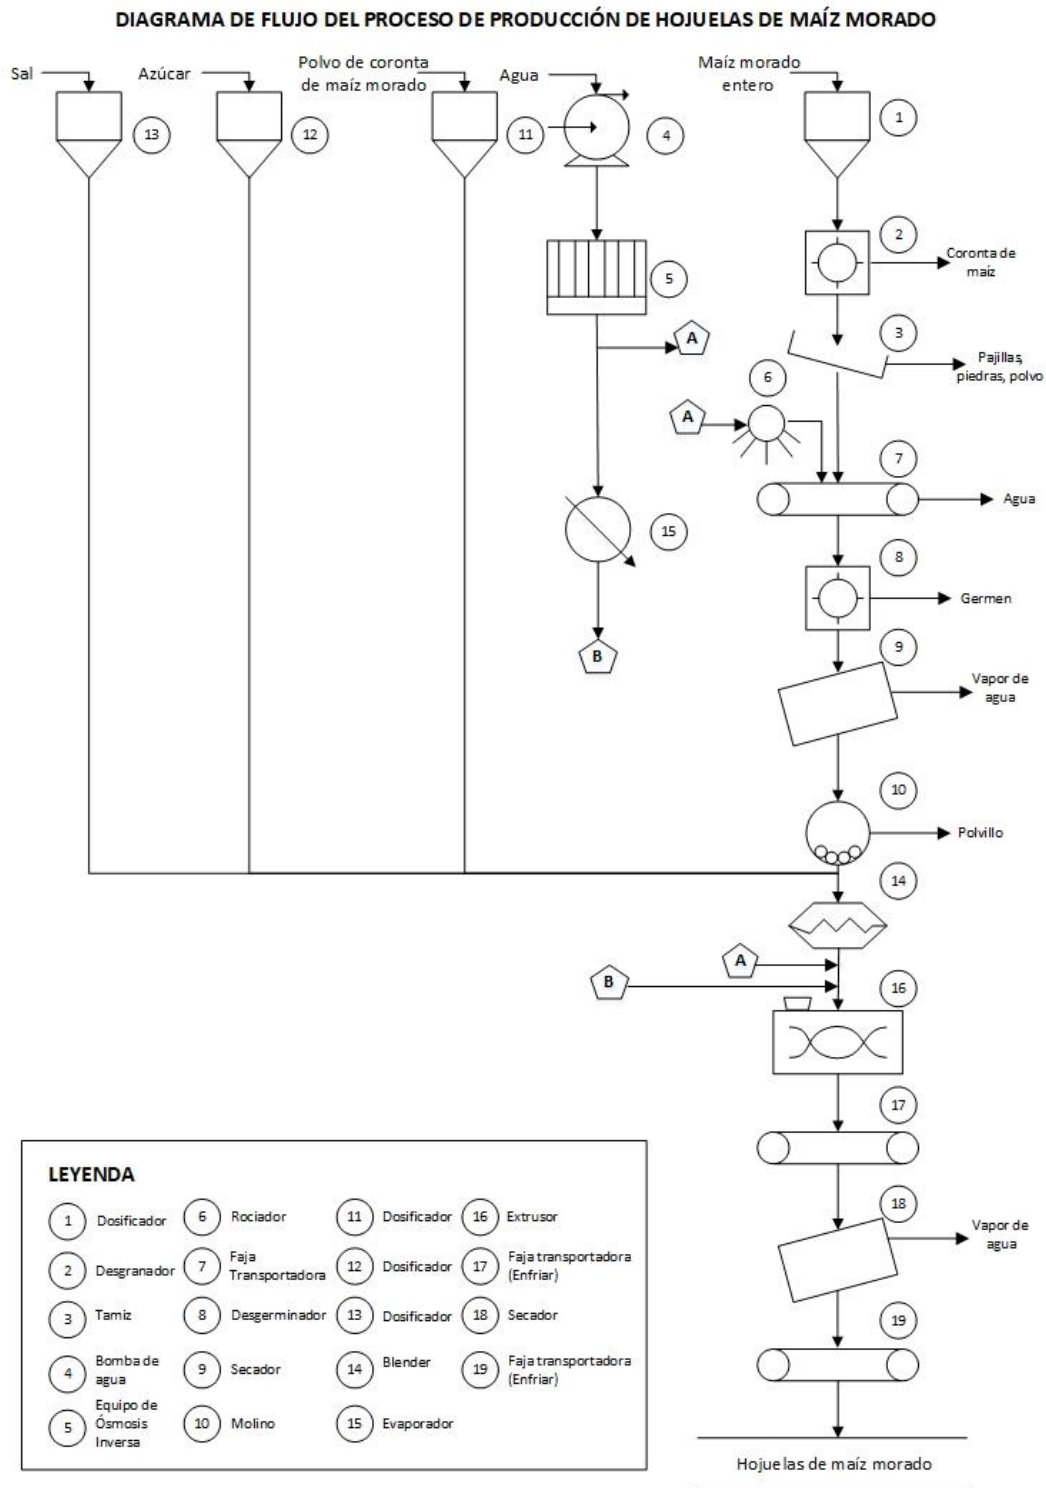 DIAGRAMA DE FLUJO DEL PROCESO DE PRODUCCIÓN DE HOJUELAS DE MAÍZ MORADO
Sal
Azúcar
Polvo de coronta
de maíz morado
Agua
Maíz morado
entero
13
12
11
4
1
2
Coronta de
maíz
5
3
A
Pajillas,
piedras, polvo
6
A
7
Agua
15
8
Germen
B
9
Vapor de
agua
10
Polvillo
14
A
B
16
17
18
Vapor de
agua
19
Hojuelas de maíz morado
LEYENDA
1 Dosificador
2 Desgranador
3 Tamiz
4 Bomba de
agua
5 Equipo de
Ósmosis
Inversa
6 Rociador
7 Faja
Transportadora
8 Desgerminador
9 Secador
10 Molino
11 Dosificador
12 Dosificador
13 Dosificador
14 Blender
15 Evaporador
16 Extrusor
17 Faja transportadora
(Enfriar)
18 Secador
19 Faja transportadora
(Enfriar)